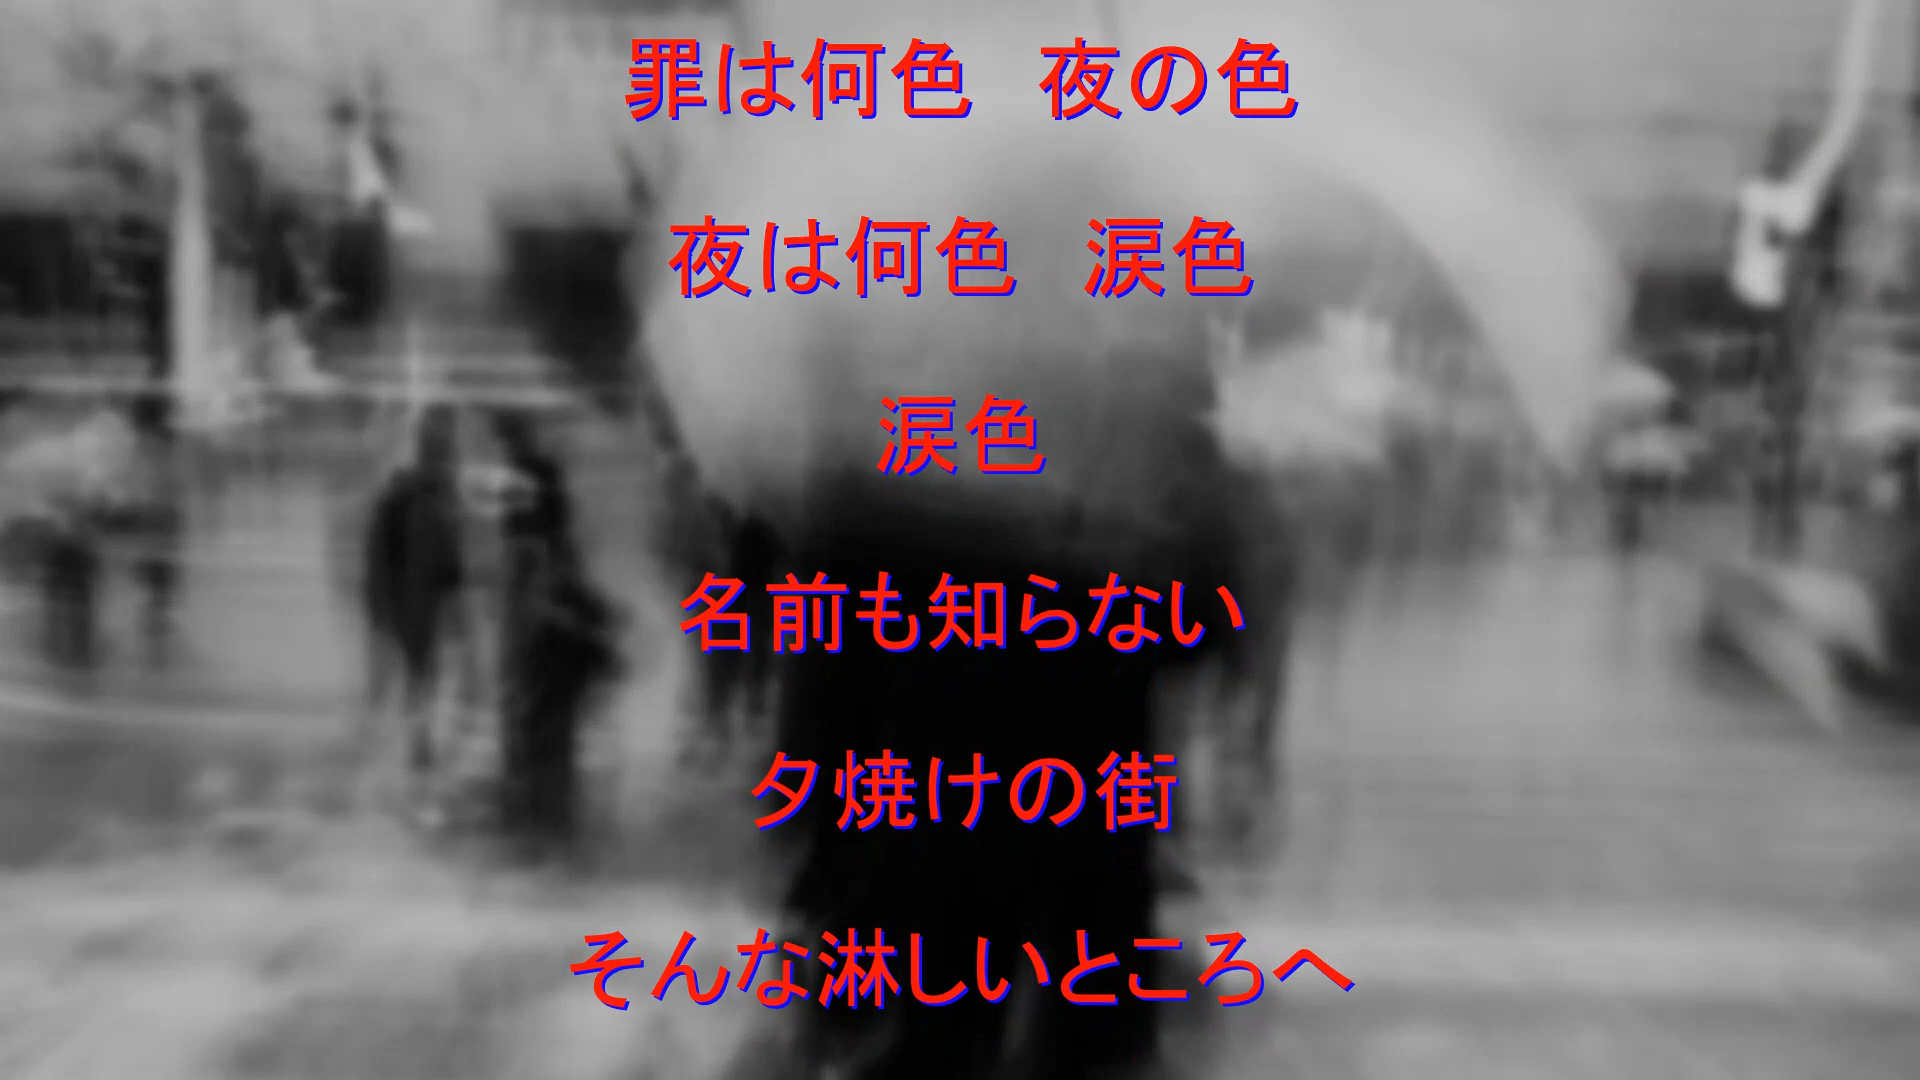 罪は何色　夜の色
夜は何色　涙色
涙色
名前も知らない
夕焼けの街
そんな淋しいところへ